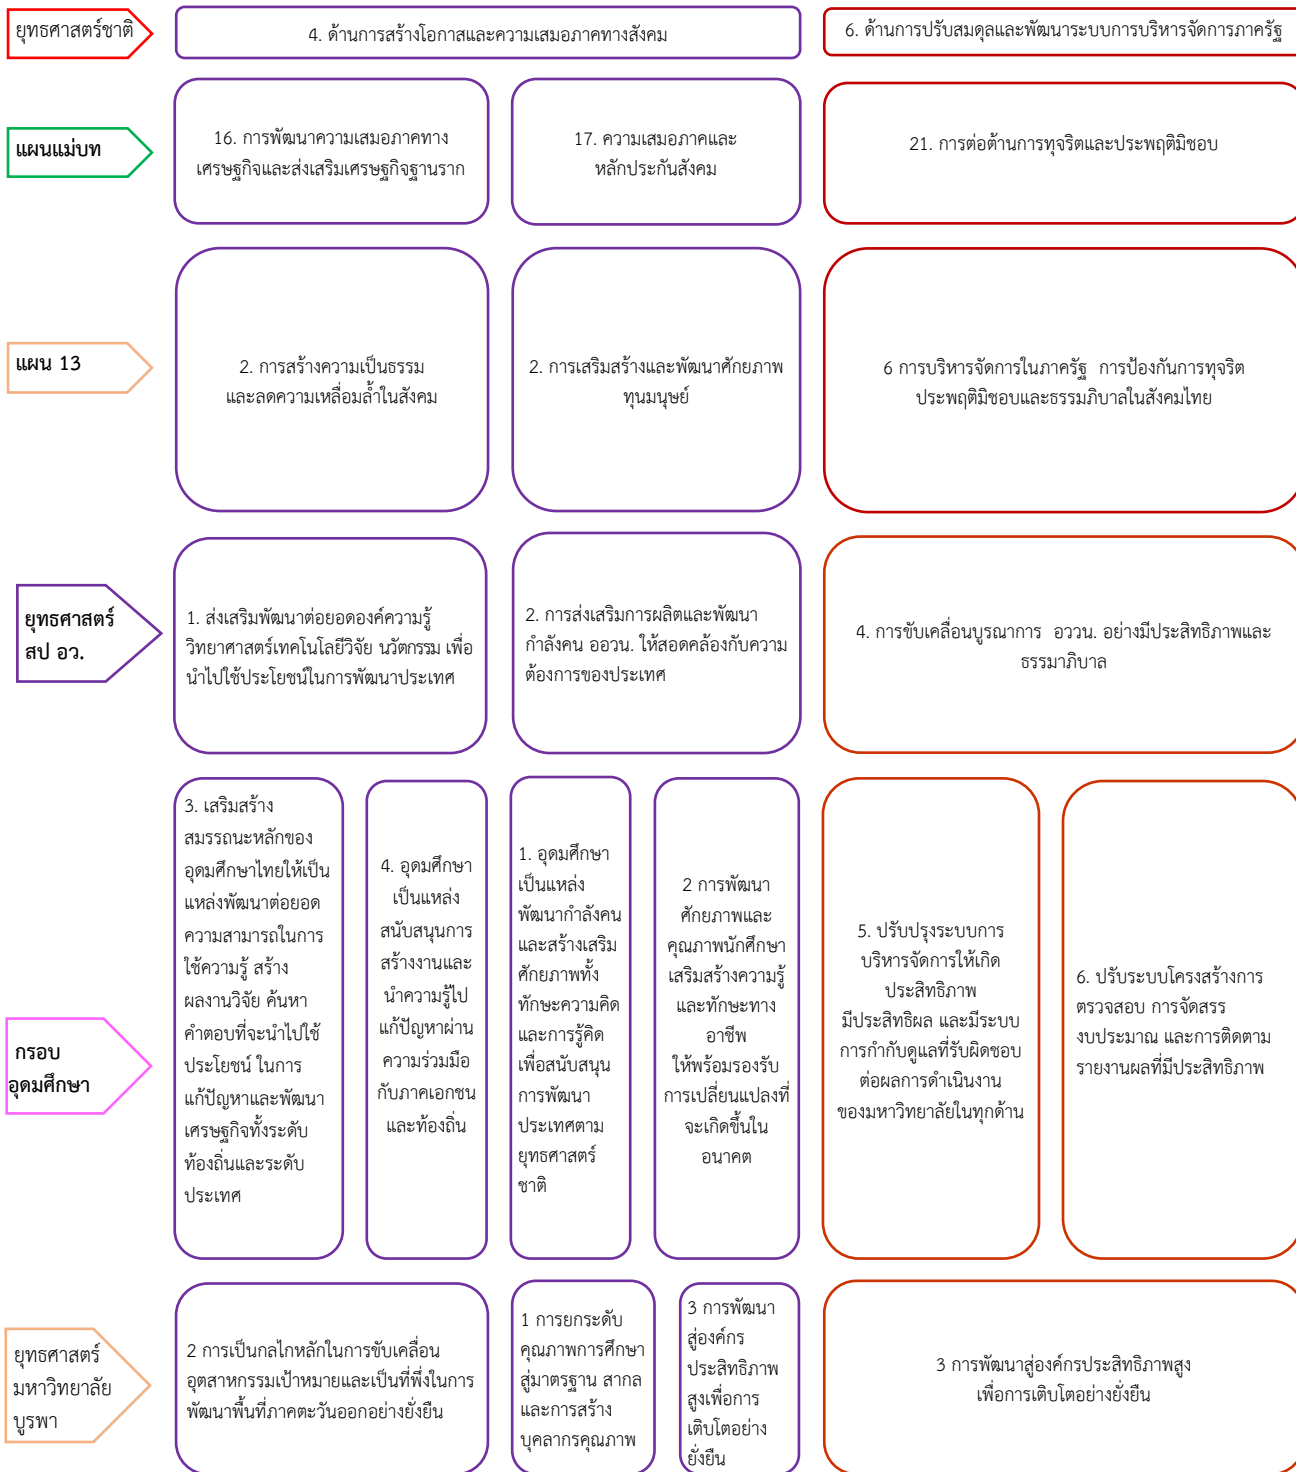 ยุทธศาสตร์ชาติ
4. ด้านการสร้างโอกาสและความเสมอภาคทางสังคม
6. ด้านการปรับสมดุลและพัฒนาระบบการบริหารจัดการภาครัฐ
แผนแม่บท
16. การพัฒนาความเสมอภาคทาง
เศรษฐกิจและส่งเสริมเศรษฐกิจฐานราก
17. ความเสมอภาคและ
หลักประกันสังคม
21. การต่อต้านการทุจริตและประพฤติมิชอบ
แผน 13
2. การสร้างความเป็นธรรม
และลดความเหลื่อมล้ำในสังคม
2. การเสริมสร้างและพัฒนาศักยภาพ
ทุนมนุษย์
6 การบริหารจัดการในภาครัฐ การป้องกันการทุจริต
ประพฤติมิชอบและธรรมภิบาลในสังคมไทย
ยุทธศาสตร์
สป อว.
1. ส่งเสริมพัฒนาต่อยอดองค์ความรู้
วิทยาศาสตร์เทคโนโลยีวิจัย นวัตกรรม เพื่อ
นำไปใช้ประโยชน์ในการพัฒนาประเทศ
2. การส่งเสริมการผลิตและพัฒนา
กำลังคน ออวน. ให้สอดคล้องกับความ
ต้องการของประเทศ
4. การขับเคลื่อนบูรณาการ อววน. อย่างมีประสิทธิภาพและ
ธรรมาภิบาล
กรอบ
อุดมศึกษา
3. เสริมสร้าง
สมรรถนะหลักของ
อุดมศึกษาไทยให้เป็น
แหล่งพัฒนาต่อยอด
ความสามารถในการ
ใช้ความรู้ สร้าง
ผลงานวิจัย ค้นหา
คำตอบที่จะนำไปใช้
ประโยชน์ ในการ
แก้ปัญหาและพัฒนา
เศรษฐกิจทั้งระดับ
ท้องถิ่นและระดับ
ประเทศ
4. อุดมศึกษา
เป็นแหล่ง
สนับสนุนการ
สร้างงานและ
นำความรู้ไป
แก้ปัญหาผ่าน
ความร่วมมือ
กับภาคเอกชน
และท้องถิ่น
1. อุดมศึกษา
เป็นแหล่ง
พัฒนากำลังคน
และสร้างเสริม
ศักยภาพทั้ง
ทักษะความคิด
และการรู้คิด
เพื่อสนับสนุน
การพัฒนา
ประเทศตาม
ยุทธศาสตร์
ชาติ
2 การพัฒนา
ศักยภาพและ
คุณภาพนักศึกษา
เสริมสร้างความรู้
และทักษะทาง
อาชีพ
ให้พร้อมรองรับ
การเปลี่ยนแปลงที่
จะเกิดขึ้นใน
อนาคต
5. ปรับปรุงระบบการ
บริหารจัดการให้เกิด
ประสิทธิภาพ
มีประสิทธิผล และมีระบบ
การกำกับดูแลที่รับผิดชอบ
ต่อผลการดำเนินงาน
ของมหาวิทยาลัยในทุกด้าน
6. ปรับระบบโครงสร้างการ
ตรวจสอบ การจัดสรร
งบประมาณ และการติดตาม
รายงานผลที่มีประสิทธิภาพ
ยุทธศาสตร์
มหาวิทยาลัย
บูรพา
2 การเป็นกลไกหลักในการขับเคลื่อน
อุตสาหกรรมเป้าหมายและเป็นที่พึ่งในการ
พัฒนาพื้นที่ภาคตะวันออกอย่างยั่งยืน
1 การยกระดับ
คุณภาพการศึกษา
สู่มาตรฐาน สากล
และการสร้าง
บุคลากรคุณภาพ
3 การพัฒนา
สู่องค์กร
ประสิทธิภาพ
สูงเพื่อการ
เติบโตอย่าง
ยั่งยืน
3 การพัฒนาสู่องค์กรประสิทธิภาพสูง
เพื่อการเติบโตอย่างยั่งยืน